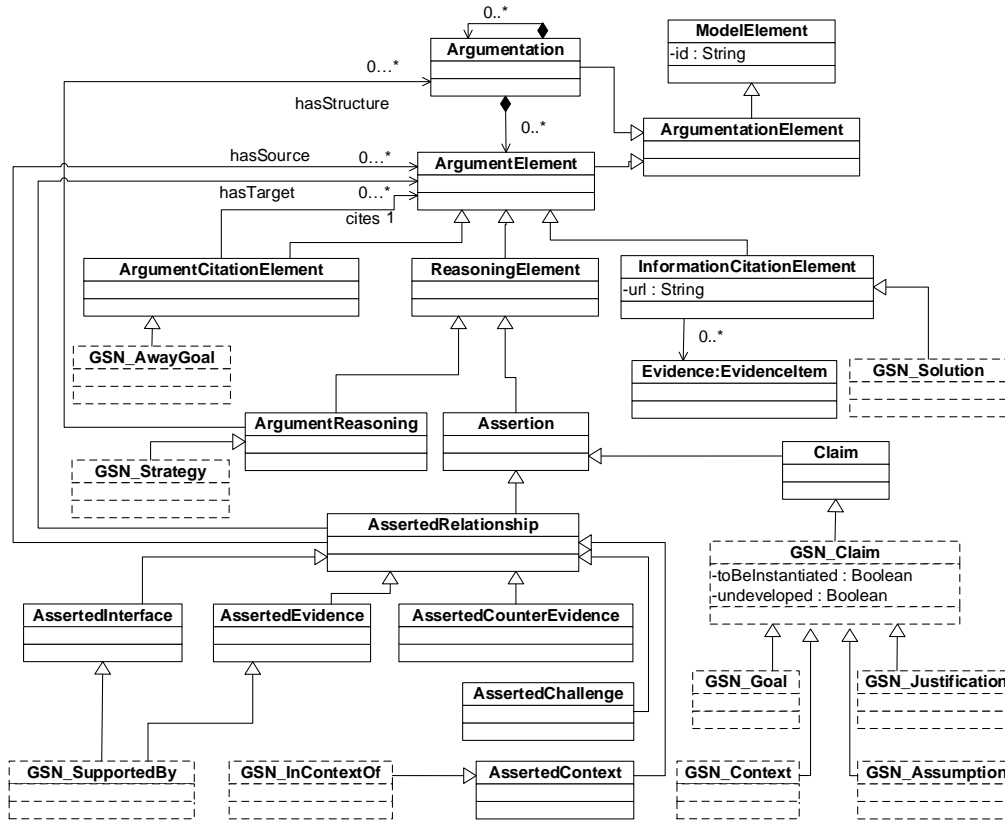 0..*
ModelElement
-id : String
Argumentation
0...*
hasStructure
0..*
ArgumentationElement
hasSource
0...*
ArgumentElement
hasTarget
0...*
cites 1
ArgumentCitationElement
ReasoningElement
InformationCitationElement
-url : String
0..*
GSN_AwayGoal
Evidence:EvidenceItem
GSN_Solution
ArgumentReasoning
Assertion
Claim
GSN_Strategy
AssertedRelationship
GSN_Claim
-toBeInstantiated : Boolean
-undeveloped : Boolean
AssertedInterface
AssertedEvidence
AssertedCounterEvidence
GSN_Goal
GSN_Justification
AssertedChallenge
GSN_SupportedBy
GSN_InContextOf
AssertedContext
GSN_Context
GSN_Assumption